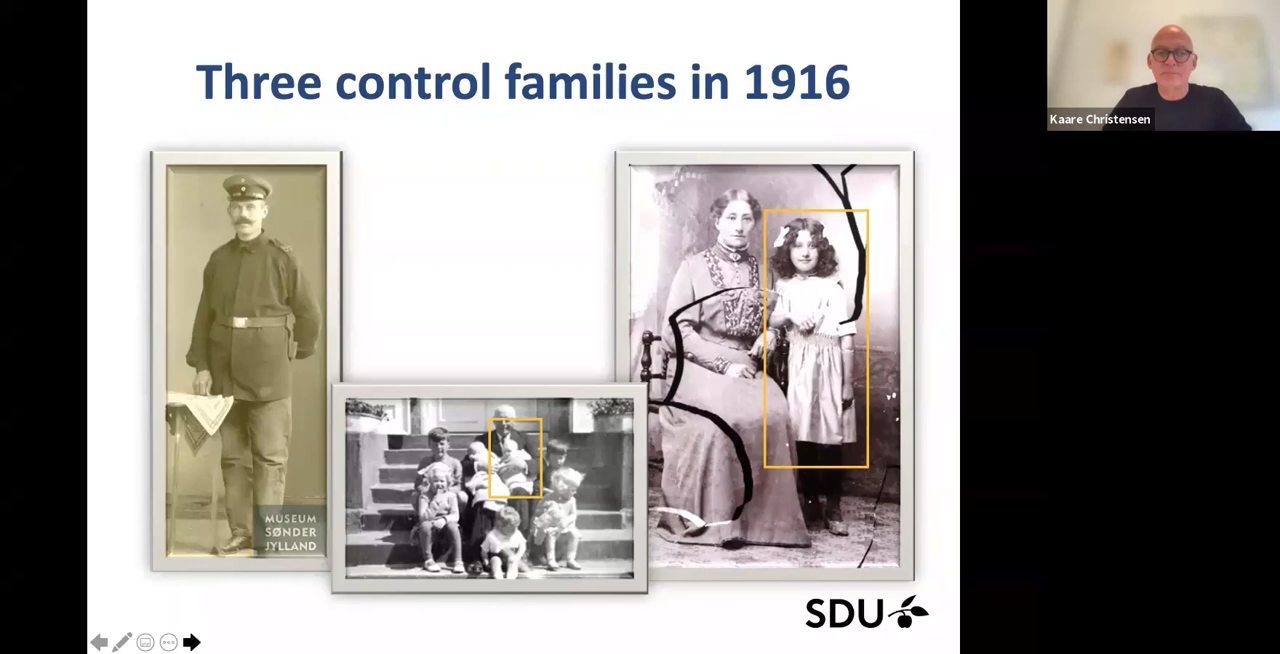 Three control families in 1916
Kaare Christensen
MUSEUM
SØNDER
JYLLAND
SDU